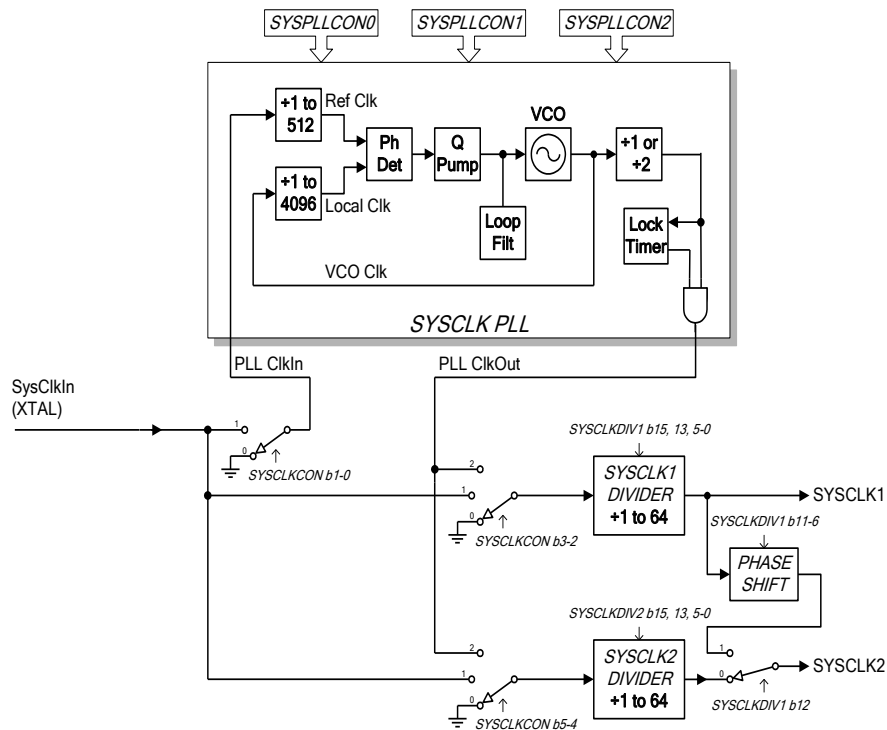 SYSPLLCON0
SYSPLLCON1
SYSPLLCON2
+1 to
512
Ref Clk
+1 to
4096
Local Clk
Ph
Det
Q
Pump
VCO
+1 or
+2
Loop
Filt
Lock
Timer
VCO Clk
SYSCLK PLL
PLL ClkIn
PLL ClkOut
SysClkIn
(XTAL)
1
0
SYSCLKCON b1-0
SYSCLKDIV1 b15, 13, 5-0
2
1
0
SYSCLKCON b3-2
SYSCLK1
DIVIDER
+1 to 64
SYSCLK1
SYSCLKDIV1 b11-6
PHASE
SHIFT
SYSCLKDIV2 b15, 13, 5-0
2
1
0
SYSCLKCON b5-4
SYSCLK2
DIVIDER
+1 to 64
1
0
SYSCLK2
SYSCLKDIV1 b12